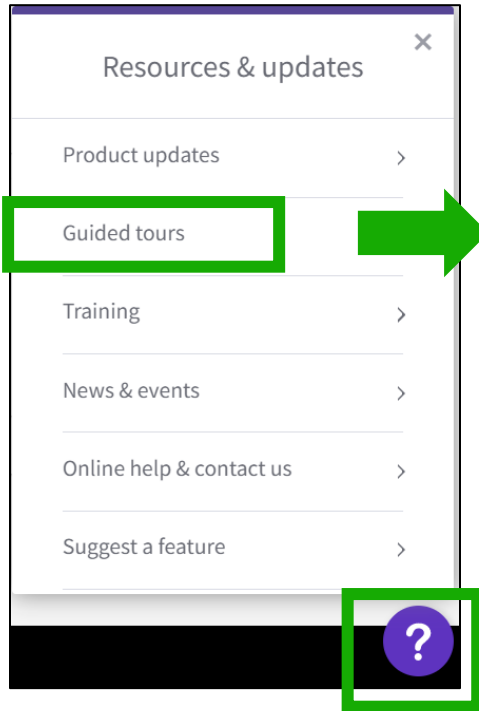 Resources & updates
Product updates
Guided tours
Training
News & events
Online help & contact us
Suggest a feature
?